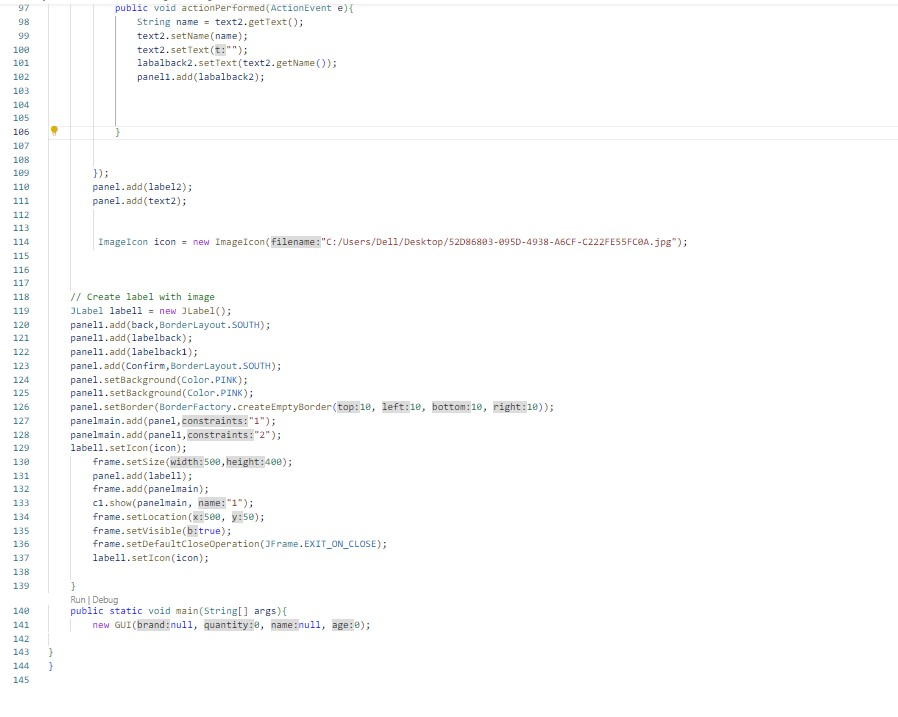 97 public void actionPerformed(ActionEvent e){
98 String name = text2.getText();
99 text2.setName(name);
100 text2.setText(t:"");
101 labalback2.setText(text2.getName());
102 panel1.add(labalback2);
103
104
105
106 }
107
108
109 });
110 panel.add(label2);
111 panel.add(text2);
112
113
114 ImageIcon icon = new ImageIcon(filename:"C:/Users/Dell/Desktop/52D86803-095D-4938-A6CF-C222FE55FC0A.jpg");
115
116
117
118 // Create label with image
119 JLabel labell = new JLabel();
120 panel1.add(back,BorderLayout.SOUTH);
121 panel1.add(labelback);
122 panel1.add(labelback1);
123 panel.add(Confirm,BorderLayout.SOUTH);
124 panel.setBackground(Color.PINK);
125 panel1.setBackground(Color.PINK);
126 panel.setBorder(BorderFactory.createEmptyBorder(top:10, left:10, bottom:10, right:10));
127 panelmain.add(panel,constraints:"1");
128 panelmain.add(panel1,constraints:"2");
129 labell.setIcon(icon);
130 frame.setSize(width:500,height:400);
131 panel.add(labell);
132 frame.add(panelmain);
133 c1.show(panelmain, name:"1");
134 frame.setLocation(x:500, y:50);
135 frame.setVisible(b:true);
136 frame.setDefaultCloseOperation(JFrame.EXIT_ON_CLOSE);
137 labell.setIcon(icon);
138
139 }
Run | Debug
140 public static void main(String[] args){
141 new GUI(brand:null, quantity:0, name:null, age:0);
142
143 }
144 }
145